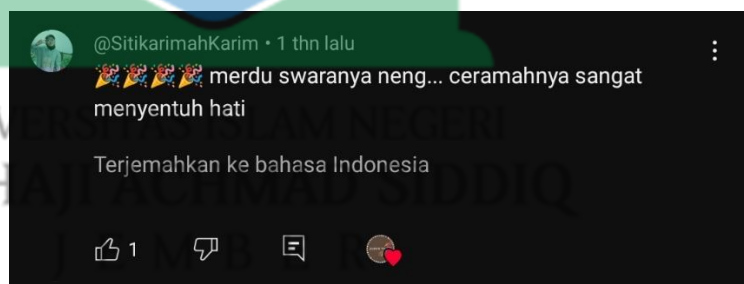 @SitikarimahKarim • 1 thn lalu
🎉🎉🎉🎉 merdu swaranya neng... ceramahnya sangat
menyentuh hati
Terjemahkan ke bahasa Indonesia
1
VERSITAS ISLAM NEGERI
HAJI ACHMAD SIDDIQ
J E M B E R